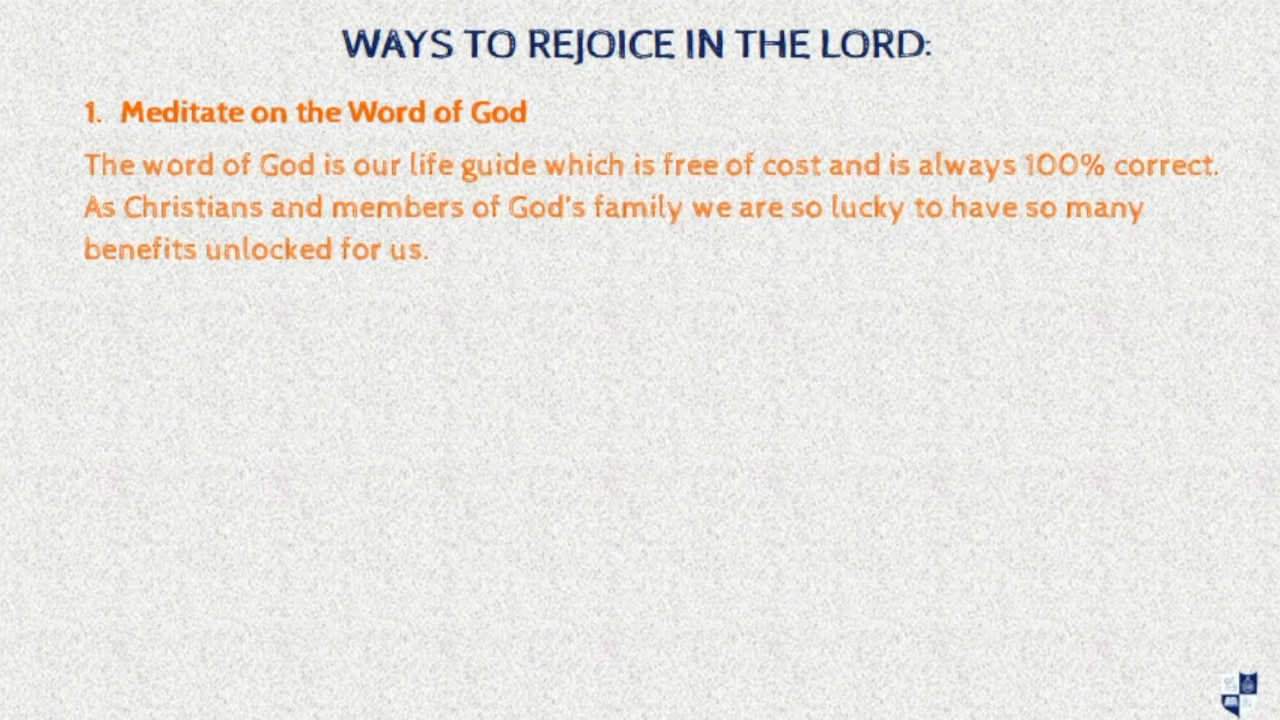 WAYS TO REJOICE IN THE LORD:
1. Meditate on the Word of God
The word of God is our life guide which is free of cost and is always 100% correct.
As Christians and members of God's family we are so lucky to have so many
benefits unlocked for us.